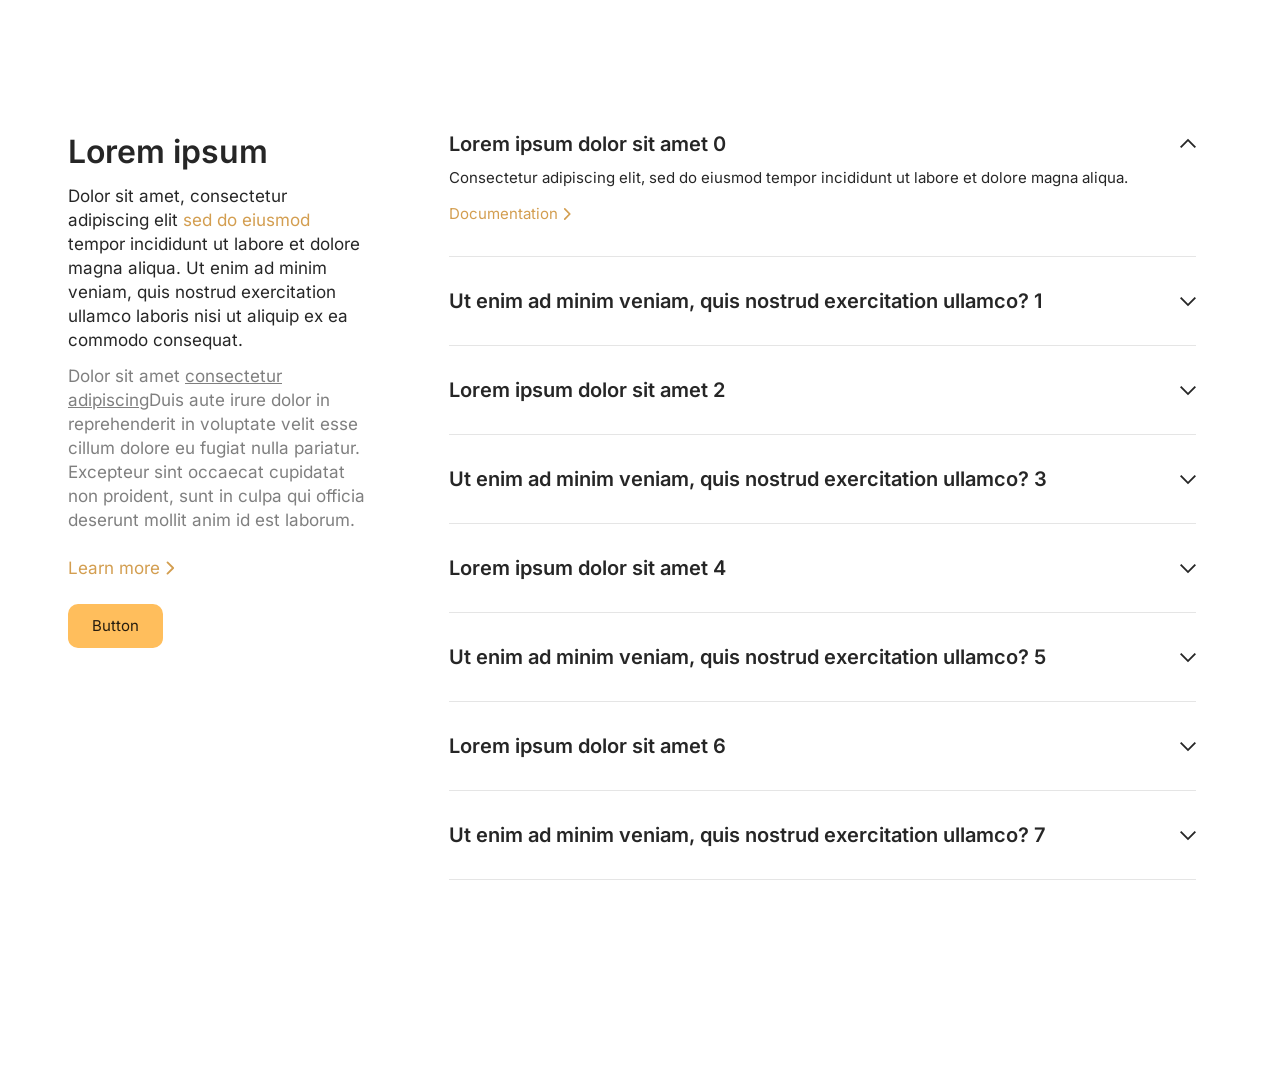 Lorem ipsum
Dolor sit amet, consectetur
adipiscing elit sed do eiusmod
tempor incididunt ut labore et dolore
magna aliqua. Ut enim ad minim
veniam, quis nostrud exercitation
ullamco laboris nisi ut aliquip ex ea
commodo consequat.
Dolor sit amet consectetur
adipiscingDuis aute irure dolor in
reprehenderit in voluptate velit esse
cillum dolore eu fugiat nulla pariatur.
Excepteur sint occaecat cupidatat
non proident, sunt in culpa qui officia
deserunt mollit anim id est laborum.
Learn more
Button
Lorem ipsum dolor sit amet 0
Consectetur adipiscing elit, sed do eiusmod tempor incididunt ut labore et dolore magna aliqua.
Documentation
Ut enim ad minim veniam, quis nostrud exercitation ullamco? 1
Lorem ipsum dolor sit amet 2
Ut enim ad minim veniam, quis nostrud exercitation ullamco? 3
Lorem ipsum dolor sit amet 4
Ut enim ad minim veniam, quis nostrud exercitation ullamco? 5
Lorem ipsum dolor sit amet 6
Ut enim ad minim veniam, quis nostrud exercitation ullamco? 7